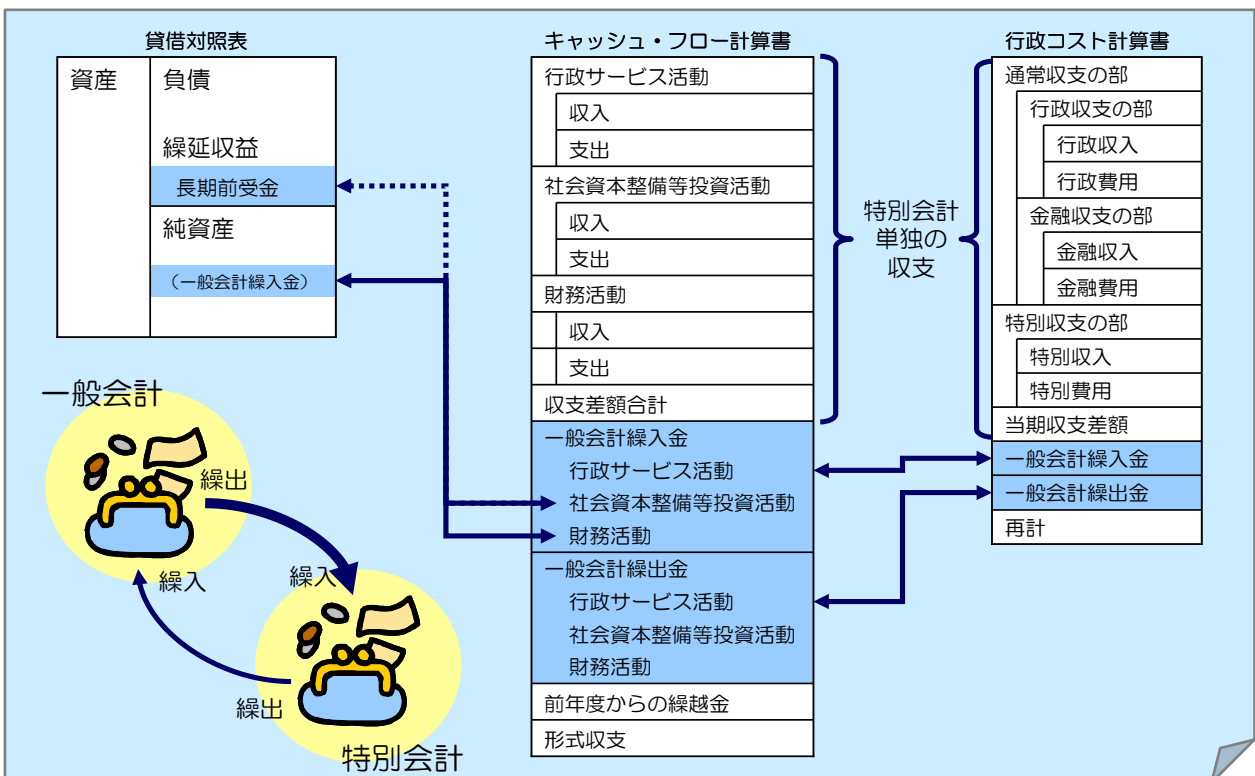 貸借対照表
資産
負債
繰延収益
長期前受金
純資産
（一般会計繰入金）
キャッシュ・フロー計算書
行政サービス活動
収入
支出
社会資本整備等投資活動
収入
支出
財務活動
収入
支出
収支差額合計
一般会計繰入金
行政サービス活動
社会資本整備等投資活動
財務活動
一般会計繰出金
行政サービス活動
社会資本整備等投資活動
財務活動
前年度からの繰越金
形式収支
特別会計
単独の
収支
行政コスト計算書
通常収支の部
行政収支の部
行政収入
行政費用
金融収支の部
金融収入
金融費用
特別収支の部
特別収入
特別費用
当期収支差額
一般会計繰入金
一般会計繰出金
再計
一般会計
繰出
繰入
繰入
繰出
特別会計